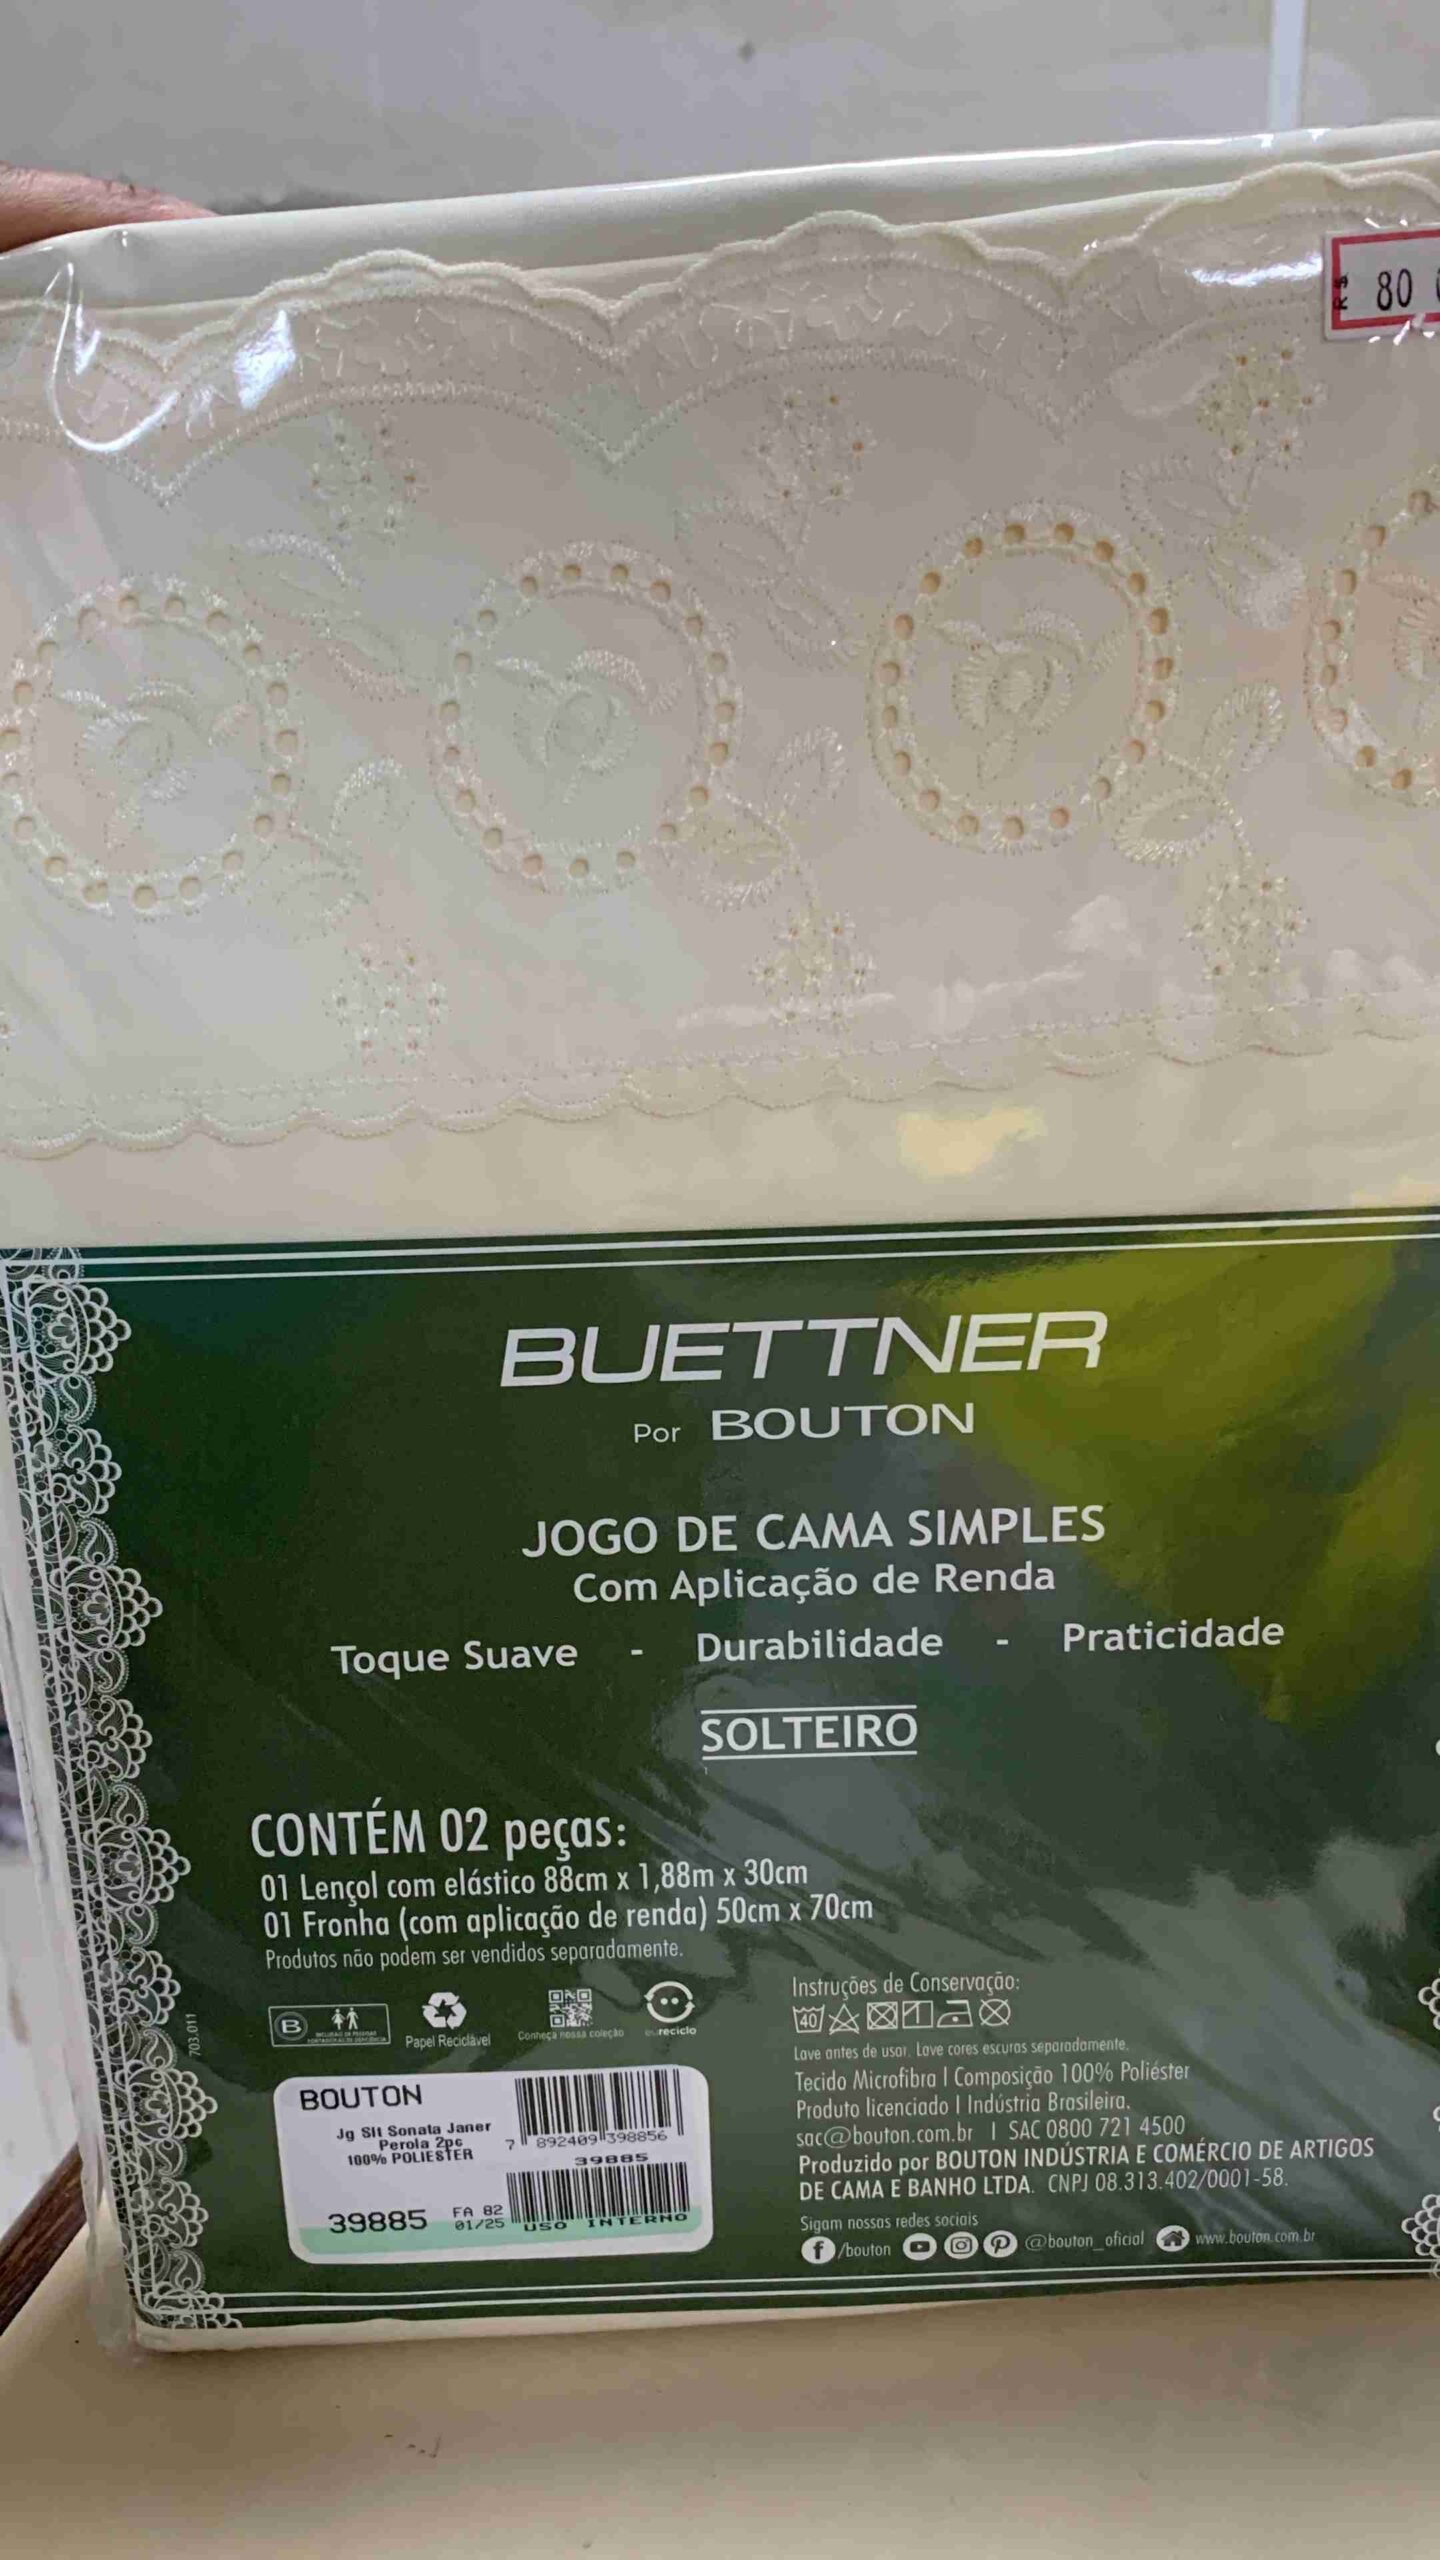 R$ 80
BUETTNER
Por BOUTON
JOGO DE CAMA SIMPLES
Com Aplicação de Renda
Toque Suave - Durabilidade - Praticidade
SOLTEIRO
CONTÉM 02 peças:
01 Lençol com elástico 88cm x 1,88m x 30cm
01 Fronha (com aplicação de renda) 50cm x 70cm
Produtos não podem ser vendidos separadamente.
703.011
B
Papel Reciclável
Conheça nossa coleção
eureciclo
Instruções de Conservação:
40
Lave antes de usar. Lave cores escuras separadamente.
Tecido Microfibra | Composição 100% Poliéster
Produto licenciado | Indústria Brasileira.
sac@bouton.com.br | SAC 0800 721 4500
Produzido por BOUTON INDÚSTRIA E COMÉRCIO DE ARTIGOS
DE CAMA E BANHO LTDA. CNPJ 08.313.402/0001-58.
Sigam nossas redes sociais
/bouton @bouton_oficial www.bouton.com.br
BOUTON
Jg Slt Sonata Janer
Perola 2pc
100% POLIESTER
7 892409 398856
39885
39885
FA 82
01/25
USO INTERNO